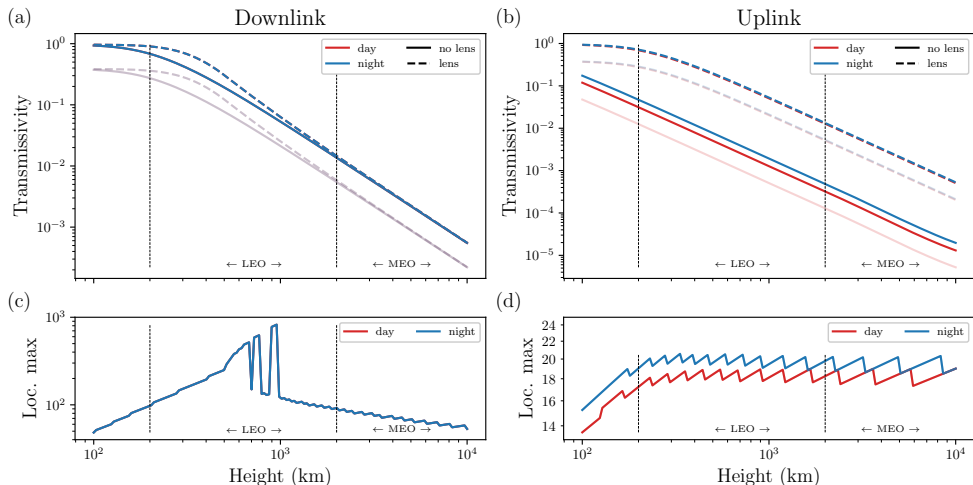 (a) Downlink
Transmissivity
10^0
10^−1
10^−2
10^−3
day
night
no lens
lens
← LEO →
← MEO →
(b) Uplink
Transmissivity
10^0
10^−1
10^−2
10^−3
10^−4
10^−5
day
night
no lens
lens
← LEO →
← MEO →
(c)
Loc. max
10^3
10^2
day night
← LEO →
← MEO →
10^2 10^3 10^4
Height (km)
(d)
Loc. max
24
22
20
18
16
14
day night
← LEO →
← MEO →
10^2 10^3 10^4
Height (km)